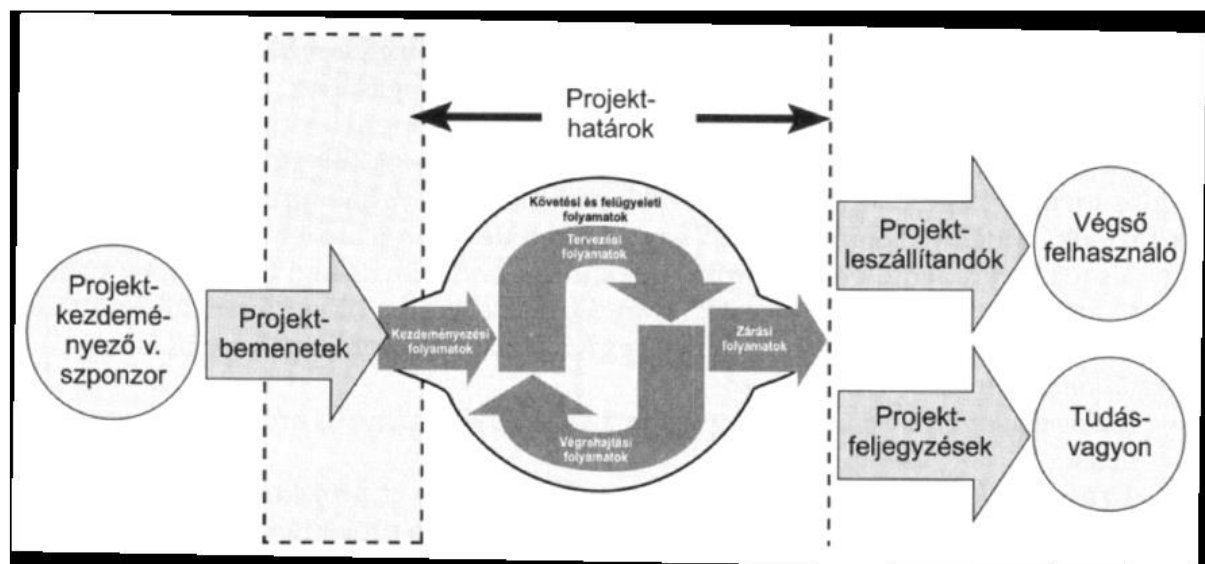 Projekt-
határok
Követési és felügyeleti
folyamatok
Tervezési
folyamatok
Projekt-
kezdemé-
nyező v.
szponzor
Projekt-
bemenetek
Kezdeményezési
folyamatok
Zárási
folyamatok
Végrehajtási
folyamatok
Projekt-
leszállítandók
Végső
felhasználó
Projekt-
feljegyzések
Tudás-
vagyon